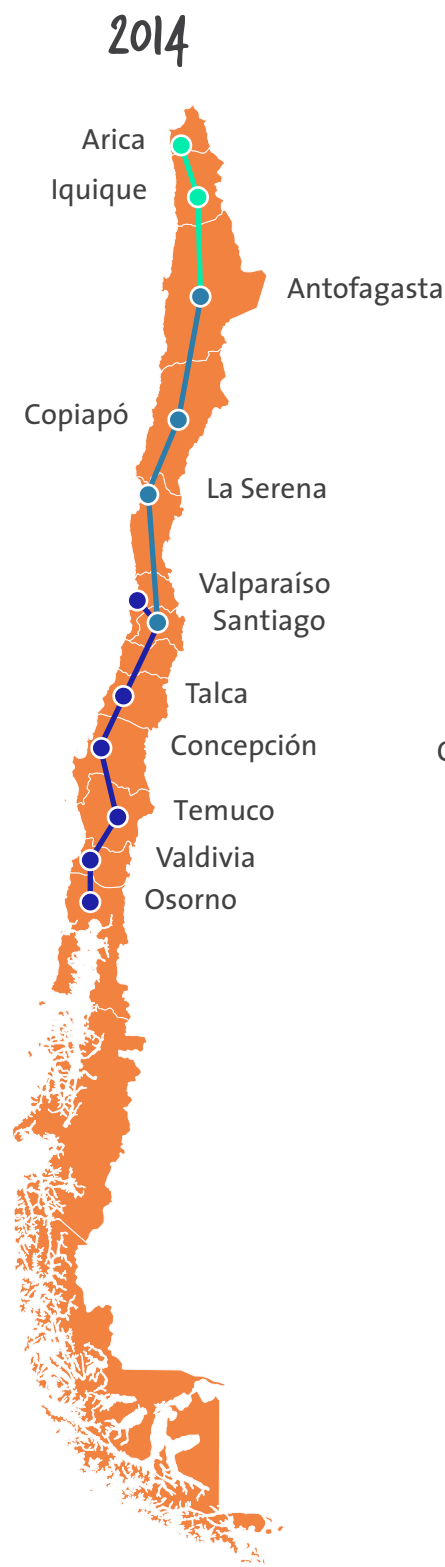 2014
Arica
Iquique
Antofagasta
Copiapó
La Serena
Valparaíso
Santiago
Talca
Concepción
Temuco
Valdivia
Osorno